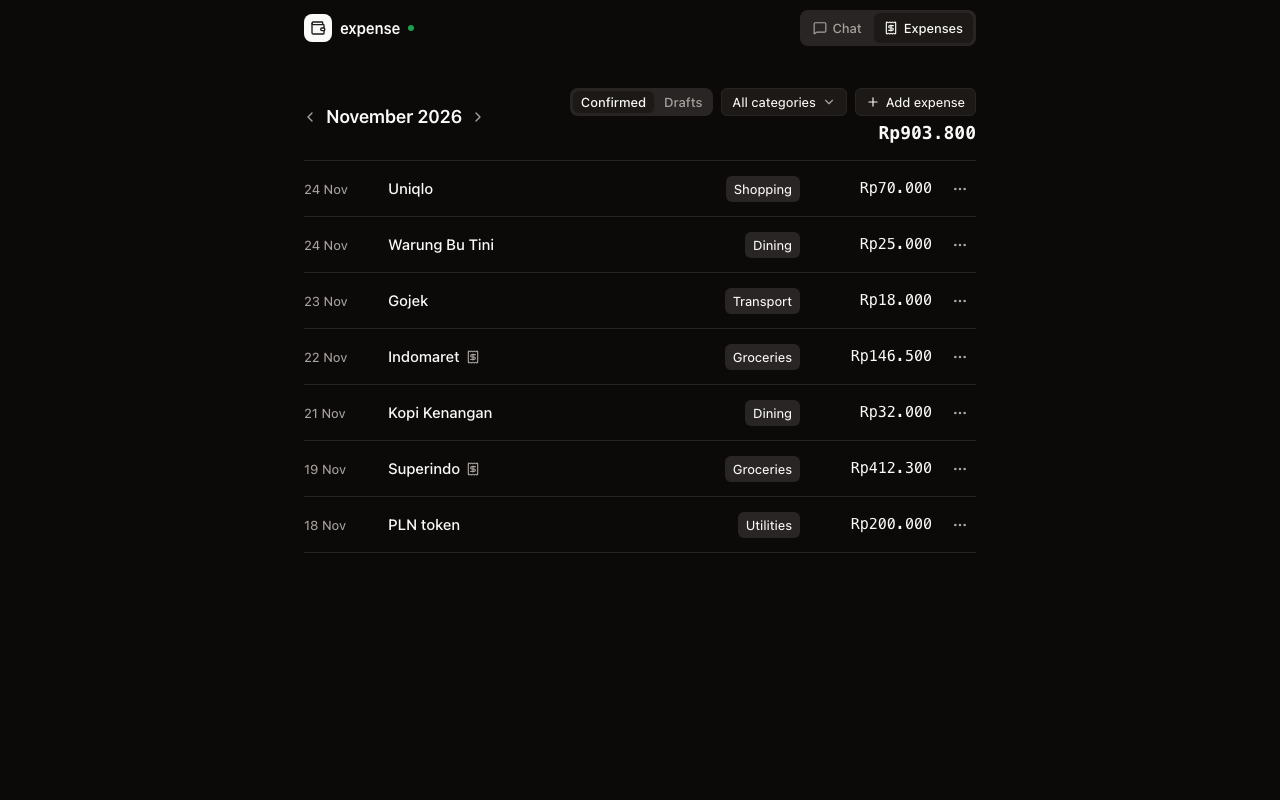 expense
Chat
Expenses
November 2026
Confirmed
Drafts
All categories
Add expense
Rp903.800
24 Nov Uniqlo Shopping Rp70.000
24 Nov Warung Bu Tini Dining Rp25.000
23 Nov Gojek Transport Rp18.000
22 Nov Indomaret Groceries Rp146.500
21 Nov Kopi Kenangan Dining Rp32.000
19 Nov Superindo Groceries Rp412.300
18 Nov PLN token Utilities Rp200.000